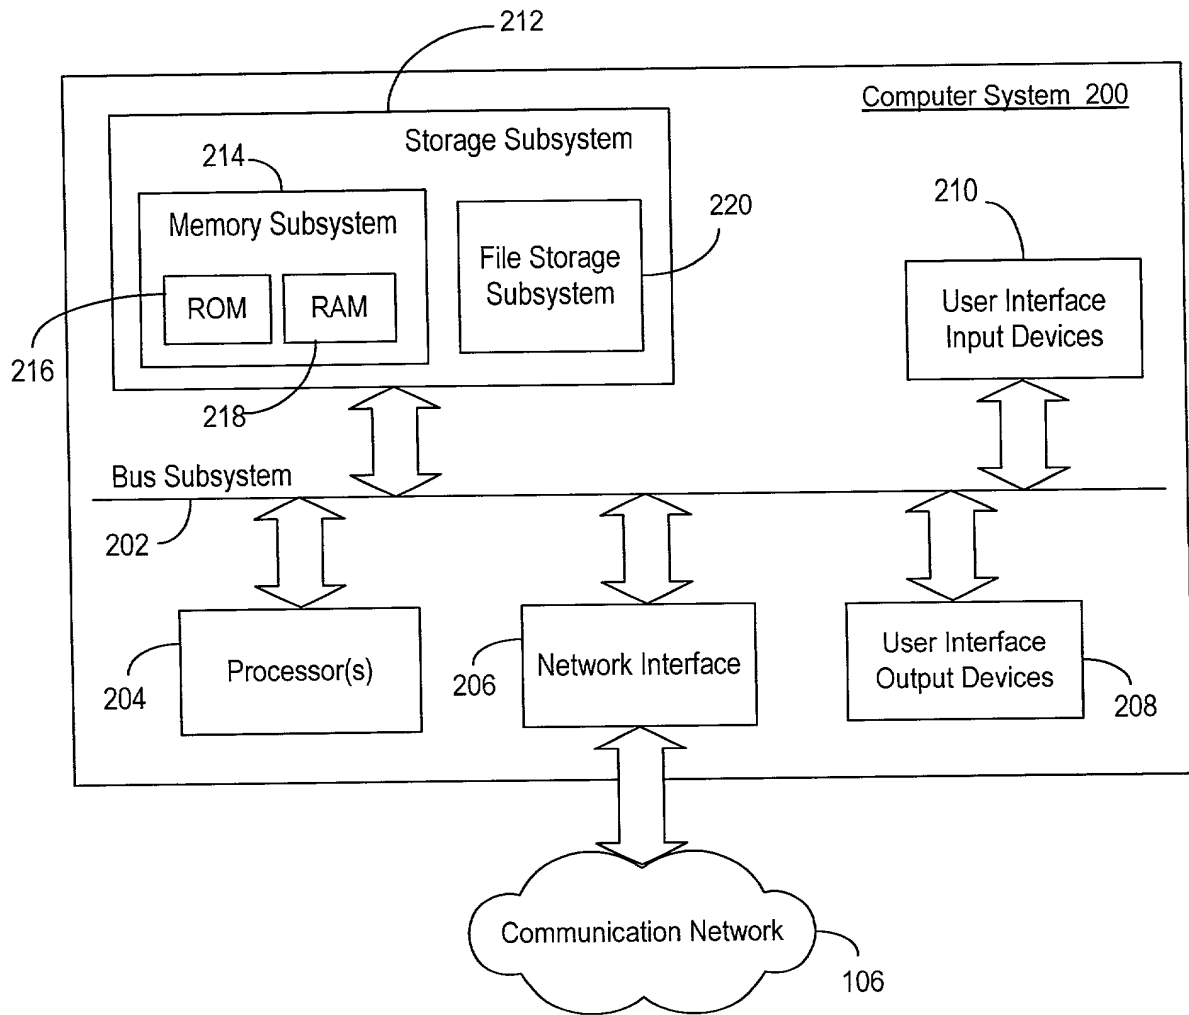 212
Computer System 200
Storage Subsystem
214
Memory Subsystem
210
220
File Storage
Subsystem
ROM
RAM
User Interface
Input Devices
216
218
Bus Subsystem
202
Processor(s)
204
Network Interface
206
User Interface
Output Devices
208
Communication Network
106